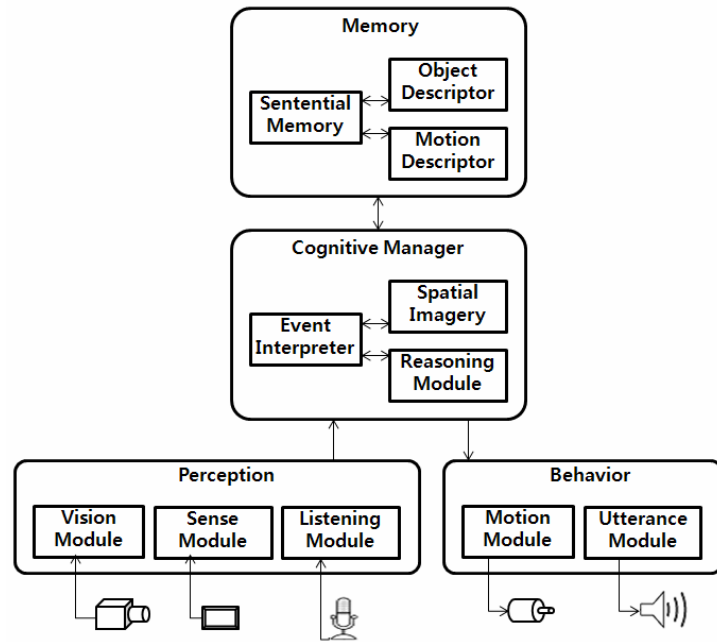 Memory
Sentential
Memory
Object
Descriptor
Motion
Descriptor
Cognitive Manager
Event
Interpreter
Spatial
Imagery
Reasoning
Module
Perception
Vision
Module
Sense
Module
Listening
Module
Behavior
Motion
Module
Utterance
Module